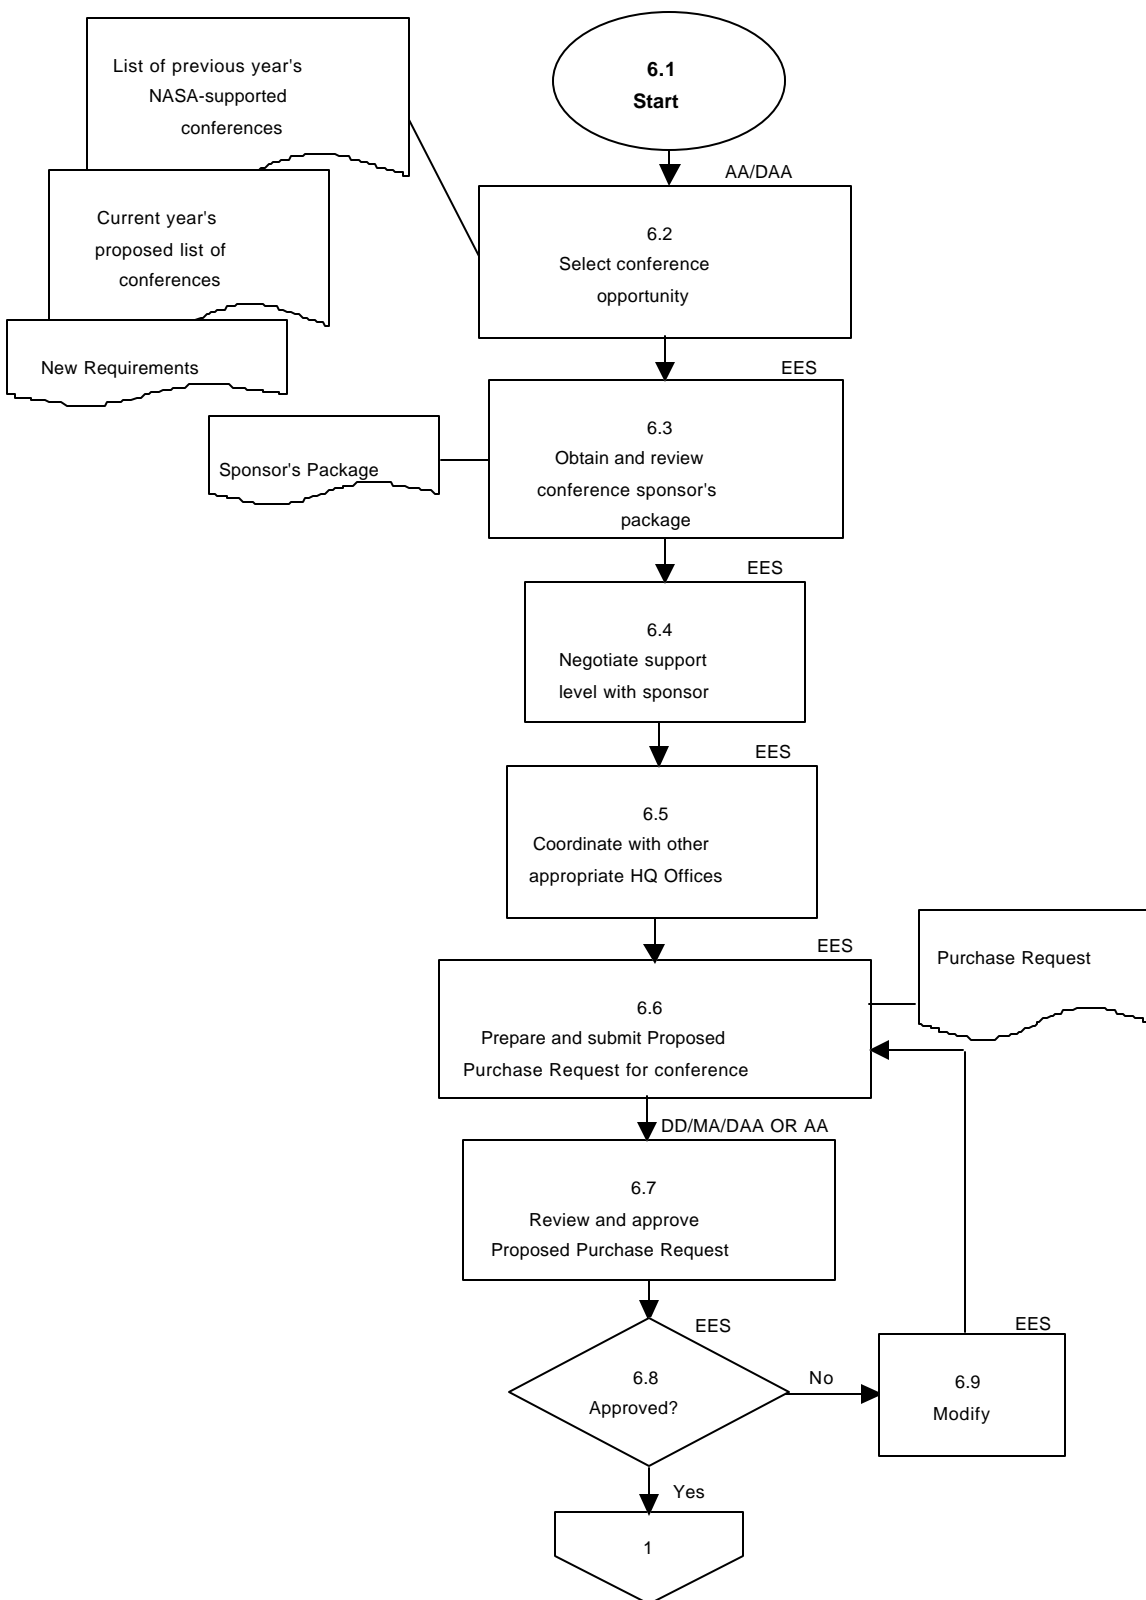 List of previous year's
NASA-supported
conferences
6.1
Start
AA/DAA
Current year's
proposed list of
conferences
6.2
Select conference
opportunity
New Requirements
EES
6.3
Obtain and review
conference sponsor's
package
Sponsor's Package
EES
6.4
Negotiate support
level with sponsor
EES
6.5
Coordinate with other
appropriate HQ Offices
EES
Purchase Request
6.6
Prepare and submit Proposed
Purchase Request for conference
DD/MA/DAA OR AA
6.7
Review and approve
Proposed Purchase Request
EES
6.8
Approved?
No
EES
6.9
Modify
Yes
1